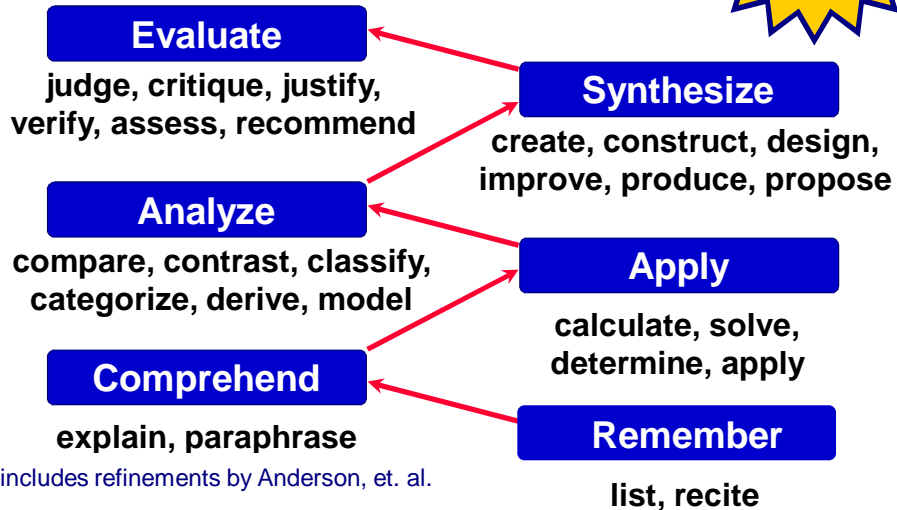 Evaluate
judge, critique, justify,
verify, assess, recommend
Synthesize
create, construct, design,
improve, produce, propose
Analyze
compare, contrast, classify,
categorize, derive, model
Apply
calculate, solve,
determine, apply
Comprehend
explain, paraphrase
Remember
list, recite
includes refinements by Anderson, et. al.